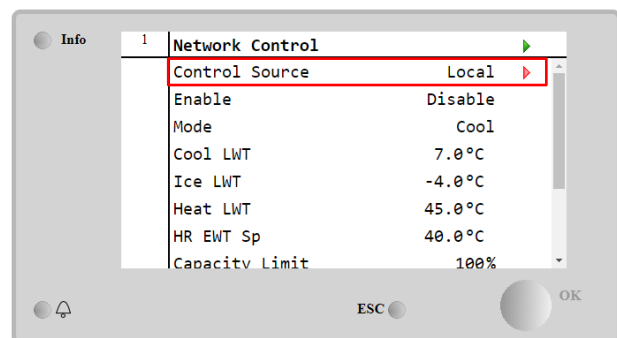 Info
1 Network Control
Control Source Local
Enable Disable
Mode Cool
Cool LWT 7.0°C
Ice LWT -4.0°C
Heat LWT 45.0°C
HR EWT Sp 40.0°C
Capacity Limit 100%
ESC
OK